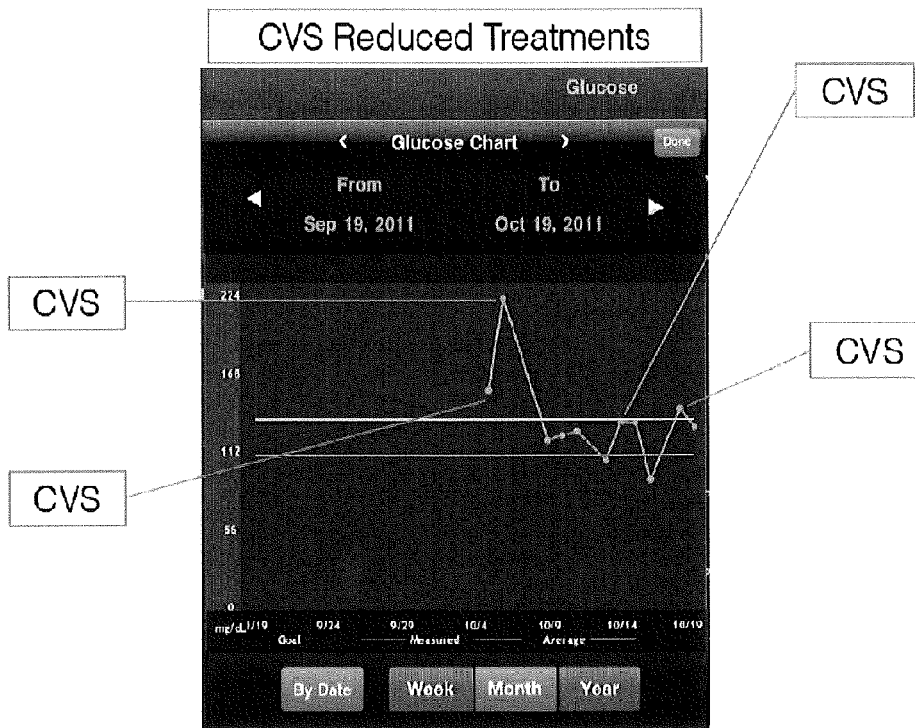 CVS Reduced Treatments
Glucose
CVS
Glucose Chart
Done
From To
Sep 19, 2011 Oct 19, 2011
CVS
224
168
CVS
112
CVS
56
0
mg/dL 9/24 9/29 10/4 10/9 10/14 10/19
Goal Measured Average
By Date Week Month Year